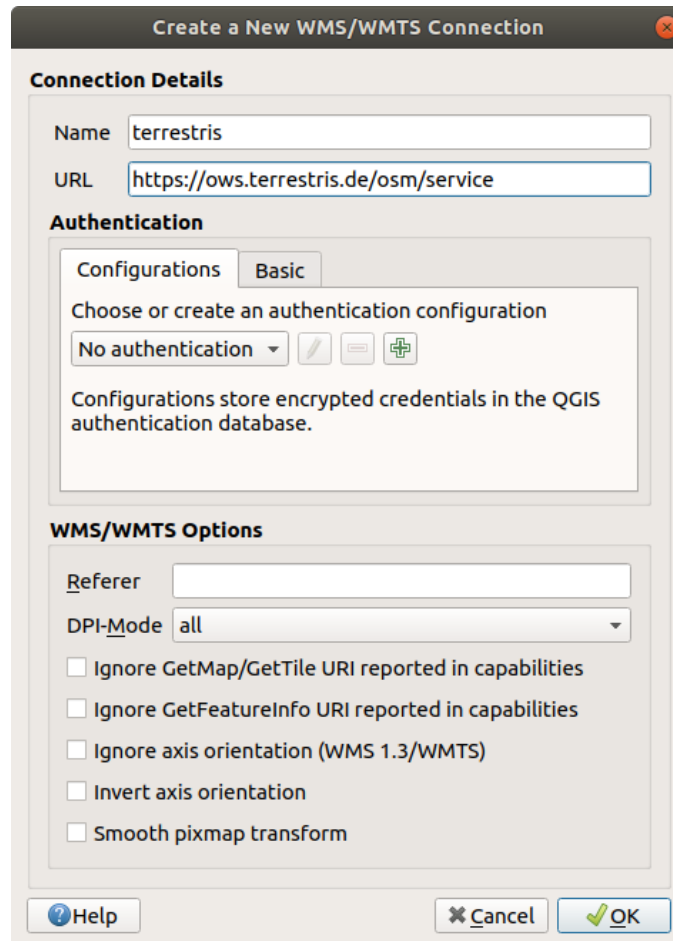 Create a New WMS/WMTS Connection
Connection Details
Name terrestris
URL https://ows.terrestris.de/osm/service
Authentication
Configurations Basic
Choose or create an authentication configuration
No authentication
Configurations store encrypted credentials in the QGIS
authentication database.
WMS/WMTS Options
Referer
DPI-Mode all
Ignore GetMap/GetTile URI reported in capabilities
Ignore GetFeatureInfo URI reported in capabilities
Ignore axis orientation (WMS 1.3/WMTS)
Invert axis orientation
Smooth pixmap transform
Help Cancel OK